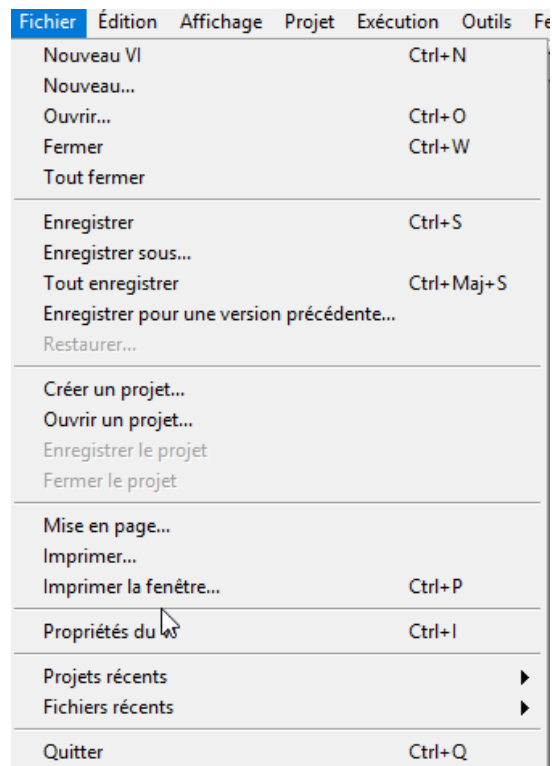 Fichier Édition Affichage Projet Exécution Outils Fe
Nouveau VI Ctrl+N
Nouveau...
Ouvrir... Ctrl+O
Fermer Ctrl+W
Tout fermer
Enregistrer Ctrl+S
Enregistrer sous...
Tout enregistrer Ctrl+Maj+S
Enregistrer pour une version précédente...
Restaurer...
Créer un projet...
Ouvrir un projet...
Enregistrer le projet
Fermer le projet
Mise en page...
Imprimer...
Imprimer la fenêtre... Ctrl+P
Propriétés du Ctrl+I
Projets récents
Fichiers récents
Quitter Ctrl+Q